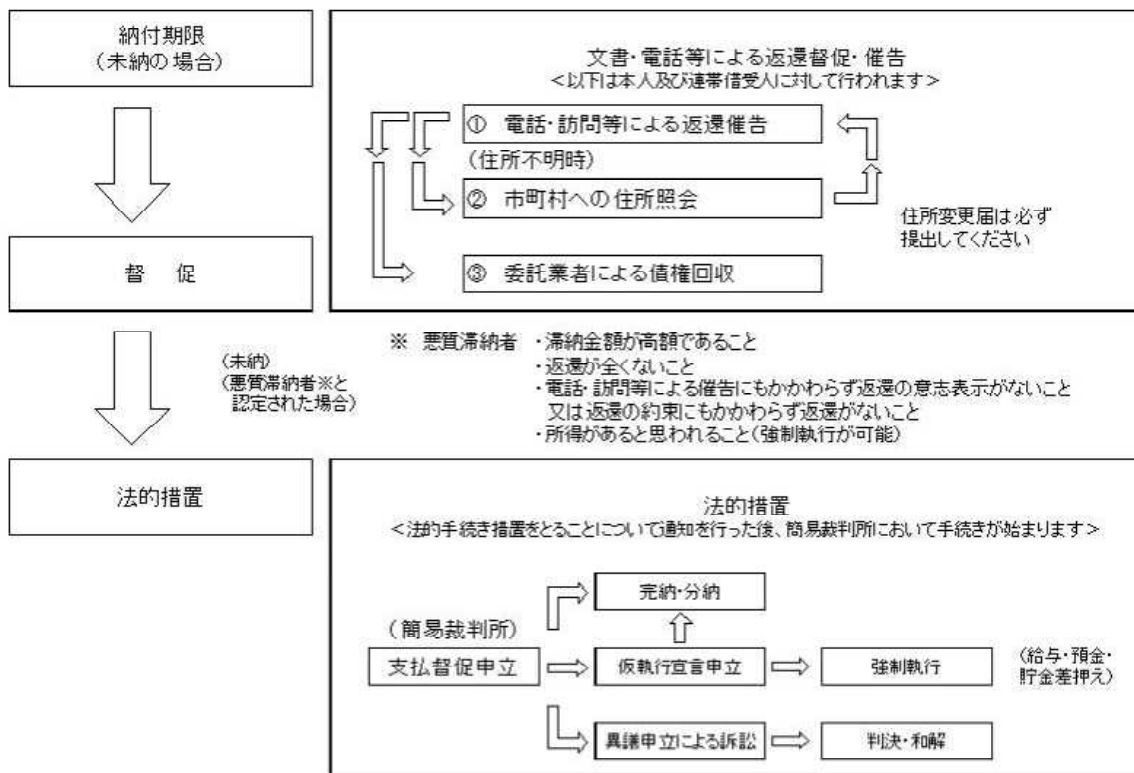 納付期限
(未納の場合)
文書・電話等による返還督促・催告
<以下は本人及び連帯借受人に対して行われます>
① 電話・訪問等による返還催告
(住所不明時)
② 市町村への住所照会
住所変更届は必ず
提出してください
督 促
③ 委託業者による債権回収
(未納)
(悪質滞納者※と
認定された場合)
※ 悪質滞納者 ・滞納金額が高額であること
・返還が全くないこと
・電話・訪問等による催告にもかかわらず返還の意志表示がないこと
又は返還の約束にもかかわらず返還がないこと
・所得があると思われること(強制執行が可能)
法的措置
法的措置
<法的手続き措置をとることについて通知を行った後、簡易裁判所において手続きが始まります>
完納・分納
(簡易裁判所)
支払督促申立
仮執行宣言申立
強制執行
(給与・預金・
貯金差押え)
異議申立による訴訟
判決・和解